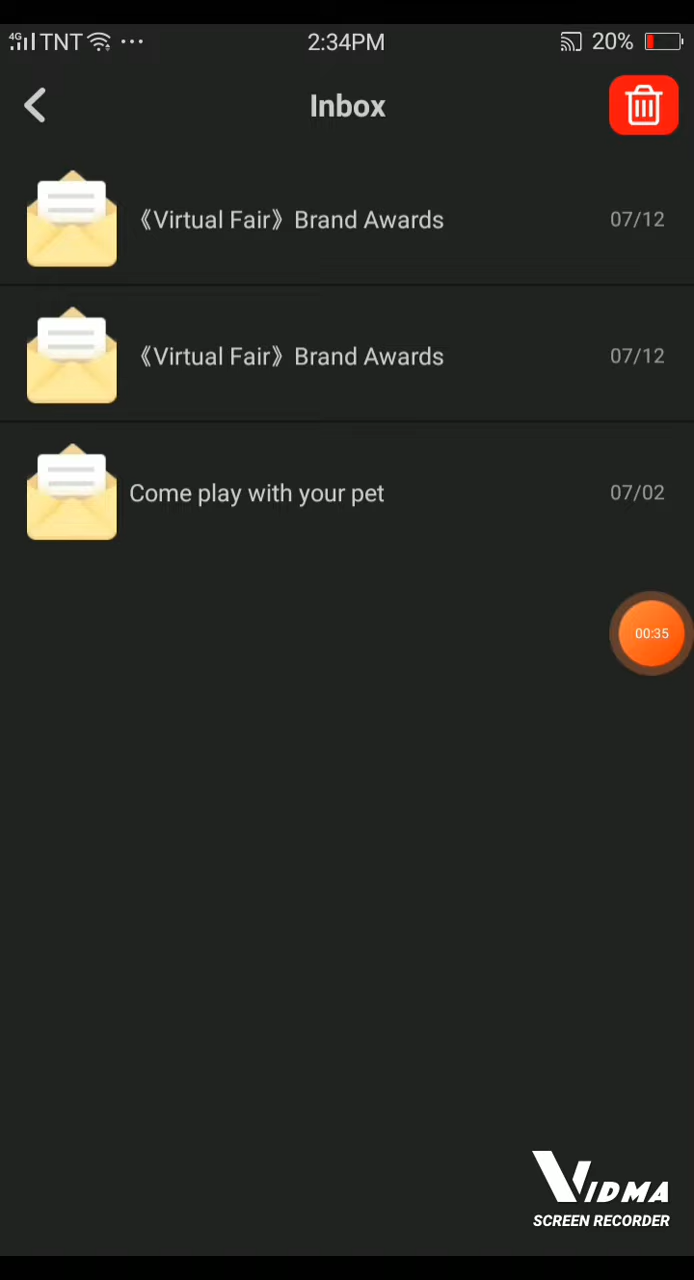 4G TNT ··· 2:34PM 20%
Inbox
《Virtual Fair》Brand Awards 07/12
《Virtual Fair》Brand Awards 07/12
Come play with your pet 07/02
00:35
VIDMA
SCREEN RECORDER